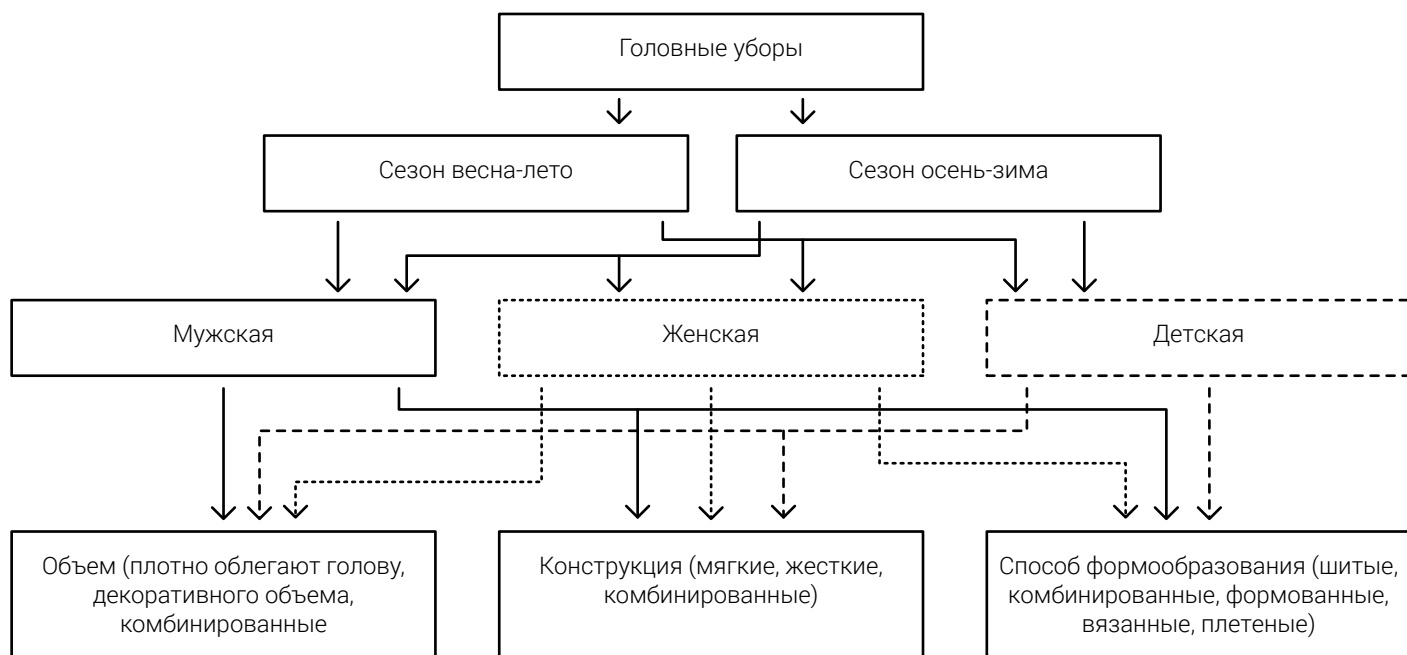 Головные уборы
Сезон весна-лето
Сезон осень-зима
Мужская
Женская
Детская
Объем (плотно облегают голову,
декоративного объема,
комбинированные
Конструкция (мягкие, жесткие,
комбинированные)
Способ формообразования (шитые,
комбинированные, формованные,
вязанные, плетеные)